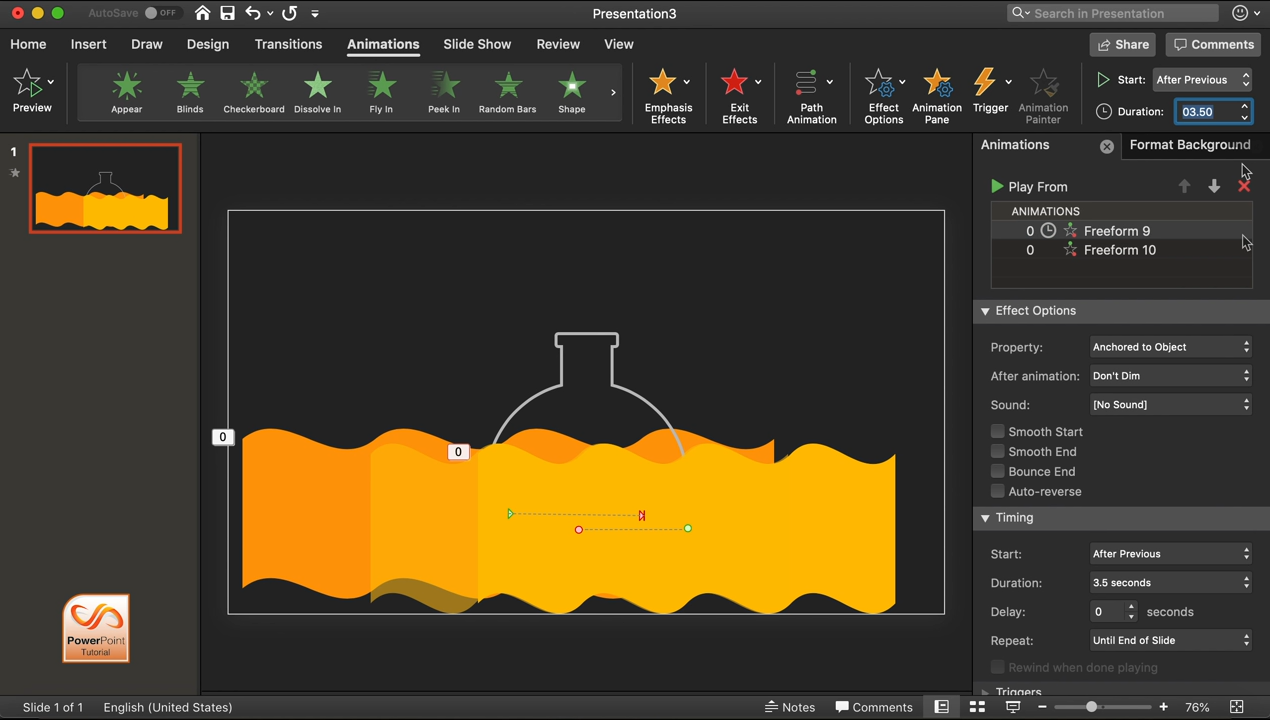 AutoSave OFF
Presentation3
Search in Presentation
Home Insert Draw Design Transitions Animations Slide Show Review View
Share Comments
Preview
Appear Blinds Checkerboard Dissolve In Fly In Peek In Random Bars Shape
Emphasis Effects
Exit Effects
Path Animation
Effect Options
Animation Pane
Trigger
Animation Painter
Start: After Previous
Duration: 03.50
1
Animations
Format Background
Play From
ANIMATIONS
0 Freeform 9
0 Freeform 10
Effect Options
Property: Anchored to Object
After animation: Don't Dim
Sound: [No Sound]
Smooth Start
Smooth End
Bounce End
Auto-reverse
Timing
Start: After Previous
Duration: 3.5 seconds
Delay: 0 seconds
Repeat: Until End of Slide
Rewind when done playing
Triggers
0
0
PowerPoint
Tutorial
Slide 1 of 1 English (United States)
Notes Comments 76%